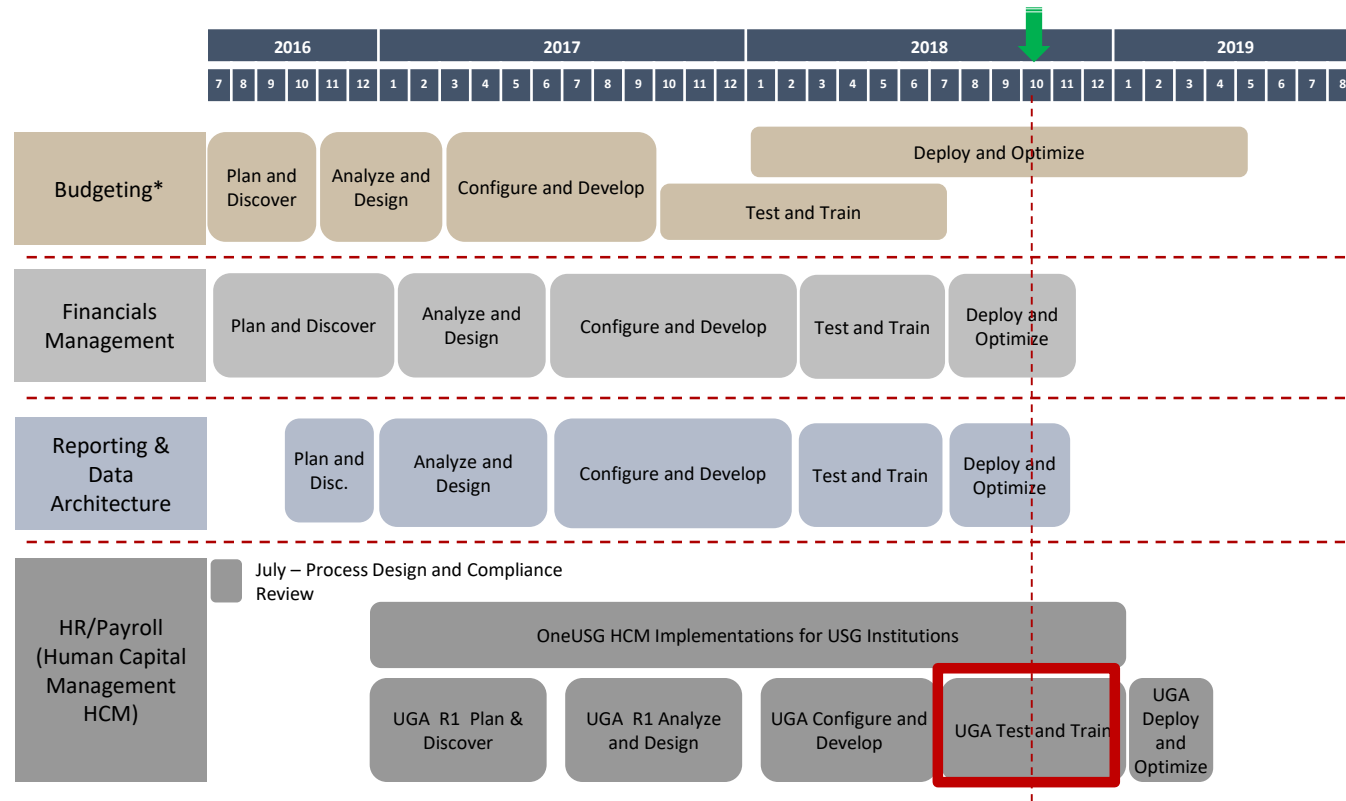 2016 2017 2018 2019
7 8 9 10 11 12 1 2 3 4 5 6 7 8 9 10 11 12 1 2 3 4 5 6 7 8 9 10 11 12 1 2 3 4 5 6 7 8
Budgeting*
Plan and
Discover
Analyze and
Design
Configure and Develop
Test and Train
Deploy and Optimize
Financials
Management
Plan and Discover
Analyze and
Design
Configure and Develop
Test and Train
Deploy and
Optimize
Reporting &
Data
Architecture
Plan and
Disc.
Analyze and
Design
Configure and Develop
Test and Train
Deploy and
Optimize
HR/Payroll
(Human Capital
Management
HCM)
July – Process Design and Compliance
Review
OneUSG HCM Implementations for USG Institutions
UGA R1 Plan &
Discover
UGA R1 Analyze
and Design
UGA Configure and
Develop
UGA Test and Train
UGA
Deploy
and
Optimize